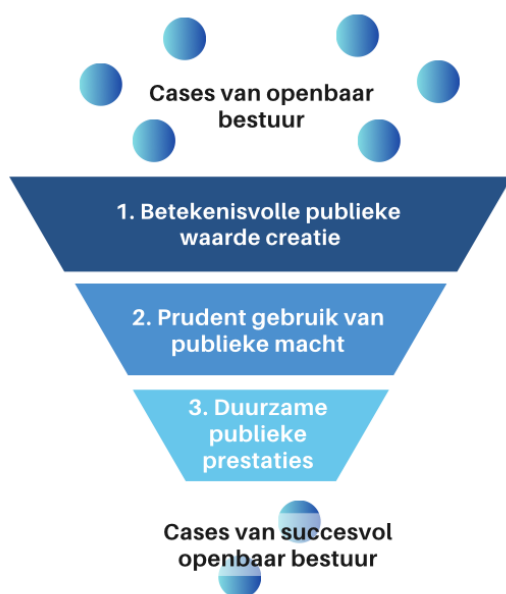 Cases van openbaar
bestuur
1. Betekenisvolle publieke
waarde creatie
2. Prudent gebruik van
publieke macht
3. Duurzame
publieke
prestaties
Cases van succesvol
openbaar bestuur